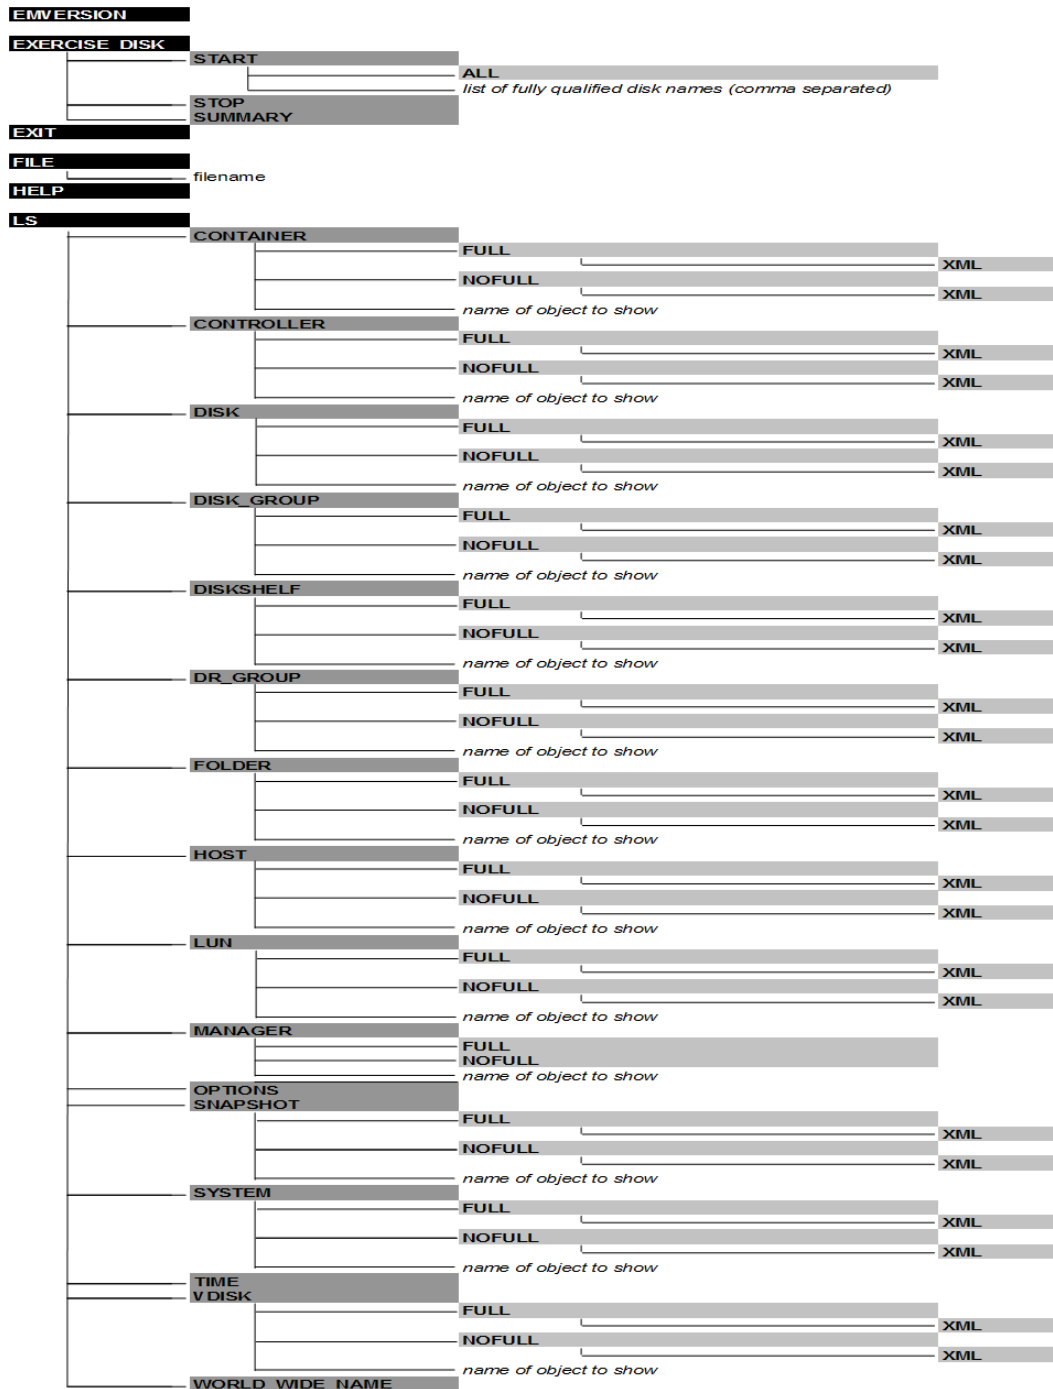 EMVERSION
EXERCISE_DISK
START
ALL
list of fully qualified disk names (comma separated)
STOP
SUMMARY
EXIT
FILE
filename
HELP
LS
CONTAINER
FULL
XML
NOFULL
XML
name of object to show
CONTROLLER
FULL
XML
NOFULL
XML
name of object to show
DISK
FULL
XML
NOFULL
XML
name of object to show
DISK_GROUP
FULL
XML
NOFULL
XML
name of object to show
DISKSHELF
FULL
XML
NOFULL
XML
name of object to show
DR_GROUP
FULL
XML
NOFULL
XML
name of object to show
FOLDER
FULL
XML
NOFULL
XML
name of object to show
HOST
FULL
XML
NOFULL
XML
name of object to show
LUN
FULL
XML
NOFULL
XML
name of object to show
MANAGER
FULL
NOFULL
name of object to show
OPTIONS
SNAPSHOT
FULL
XML
NOFULL
XML
name of object to show
SYSTEM
FULL
XML
NOFULL
XML
name of object to show
TIME
VDISK
FULL
XML
NOFULL
XML
name of object to show
WORLD_WIDE_NAME